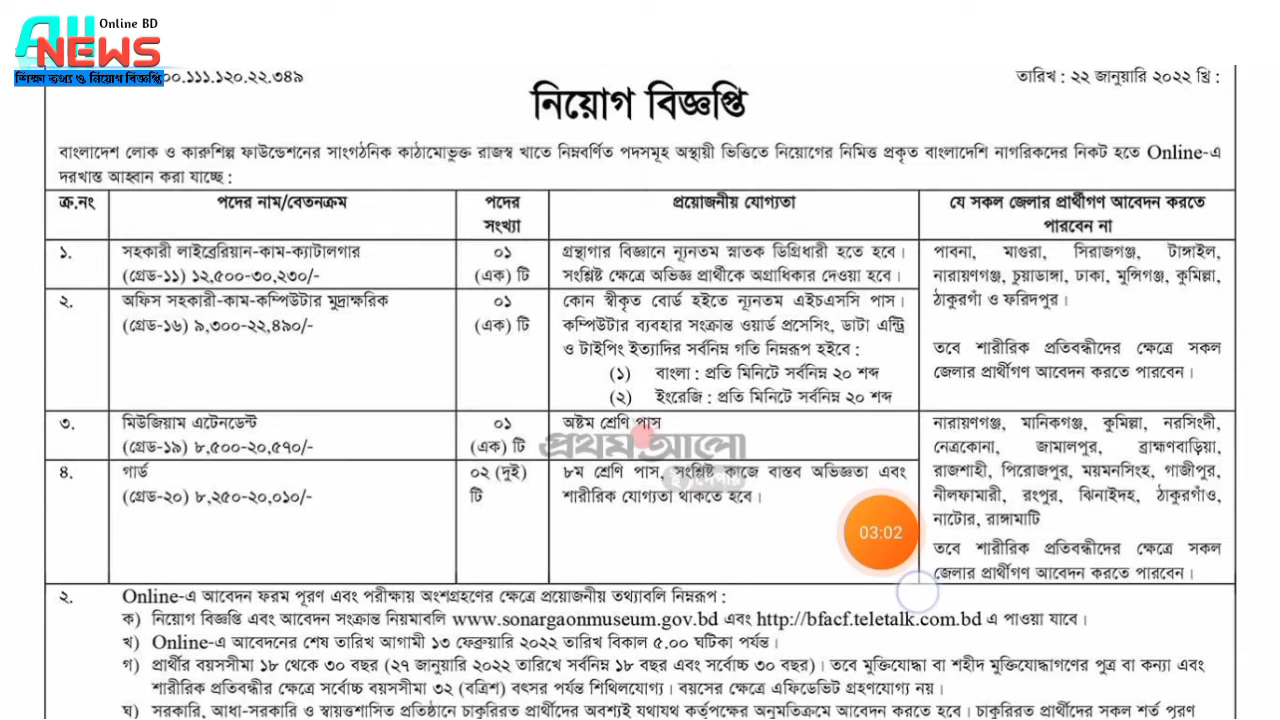 Online BD
NEWS
শিক্ষা তথ্য ও নিয়োগ বিজ্ঞপ্তি
০০.১১১.১২০.২২.৩৪৯
তারিখ : ২২ জানুয়ারি ২০২২ খ্রি :
নিয়োগ বিজ্ঞপ্তি
বাংলাদেশ লোক ও কারুশিল্প ফাউন্ডেশনের সাংগঠনিক কাঠামোভুক্ত রাজস্ব খাতে নিম্নবর্ণিত পদসমূহ অস্থায়ী ভিত্তিতে নিয়োগের নিমিত্ত প্রকৃত বাংলাদেশি নাগরিকদের নিকট হতে Online-এ
দরখাস্ত আহ্বান করা যাচ্ছে :
ক্র.নং
পদের নাম/বেতনক্রম
পদের
সংখ্যা
প্রয়োজনীয় যোগ্যতা
যে সকল জেলার প্রার্থীগণ আবেদন করতে
পারবেন না
১.
সহকারী লাইব্রেরিয়ান-কাম-ক্যাটালগার
(গ্রেড-১১) ১২,৫০০-৩০,২৩০/-
০১
(এক) টি
গ্রন্থাগার বিজ্ঞানে ন্যূনতম স্নাতক ডিগ্রিধারী হতে হবে।
সংশ্লিষ্ট ক্ষেত্রে অভিজ্ঞ প্রার্থীকে অগ্রাধিকার দেওয়া হবে।
পাবনা, মাগুরা, সিরাজগঞ্জ, টাঙ্গাইল,
নারায়ণগঞ্জ, চুয়াডাঙ্গা, ঢাকা, মুন্সিগঞ্জ, কুমিল্লা,
ঠাকুরগাঁ ও ফরিদপুর।
তবে শারীরিক প্রতিবন্ধীদের ক্ষেত্রে সকল
জেলার প্রার্থীগণ আবেদন করতে পারবেন।
২.
অফিস সহকারী-কাম-কম্পিউটার মুদ্রাক্ষরিক
(গ্রেড-১৬) ৯,৩০০-২২,৪৯০/-
০১
(এক) টি
কোন স্বীকৃত বোর্ড হইতে ন্যূনতম এইচএসসি পাস।
কম্পিউটার ব্যবহার সংক্রান্ত ওয়ার্ড প্রসেসিং, ডাটা এন্ট্রি
ও টাইপিং ইত্যাদির সর্বনিম্ন গতি নিম্নরূপ হইবে :
(১) বাংলা : প্রতি মিনিটে সর্বনিম্ন ২০ শব্দ
(২) ইংরেজি : প্রতি মিনিটে সর্বনিম্ন ২০ শব্দ
৩.
মিউজিয়াম এটেনডেন্ট
(গ্রেড-১৯) ৮,৫০০-২০,৫৭০/-
০১
(এক) টি
অষ্টম শ্রেণি পাস
প্রথম আলো
নারায়ণগঞ্জ, মানিকগঞ্জ, কুমিল্লা, নরসিংদী,
নেত্রকোনা, জামালপুর, ব্রাহ্মণবাড়িয়া,
রাজশাহী, পিরোজপুর, ময়মনসিংহ, গাজীপুর,
নীলফামারী, রংপুর, ঝিনাইদহ, ঠাকুরগাঁও,
নাটোর, রাঙ্গামাটি
তবে শারীরিক প্রতিবন্ধীদের ক্ষেত্রে সকল
জেলার প্রার্থীগণ আবেদন করতে পারবেন।
৪.
গার্ড
(গ্রেড-২০) ৮,২৫০-২০,০১০/-
০২ (দুই)
টি
৮ম শ্রেণি পাস, সংশ্লিষ্ট কাজে বাস্তব অভিজ্ঞতা এবং
শারীরিক যোগ্যতা থাকতে হবে।
03:02
২. Online-এ আবেদন ফরম পূরণ এবং পরীক্ষায় অংশগ্রহণের ক্ষেত্রে প্রয়োজনীয় তথ্যাবলি নিম্নরূপ :
ক) নিয়োগ বিজ্ঞপ্তি এবং আবেদন সংক্রান্ত নিয়মাবলি www.sonargaonmuseum.gov.bd এবং http://bfacf.teletalk.com.bd এ পাওয়া যাবে।
খ) Online-এ আবেদনের শেষ তারিখ আগামী ১৩ ফেব্রুয়ারি ২০২২ তারিখ বিকাল ৫.০০ ঘটিকা পর্যন্ত।
গ) প্রার্থীর বয়সসীমা ১৮ থেকে ৩০ বছর (২৭ জানুয়ারি ২০২২ তারিখে সর্বনিম্ন ১৮ বছর এবং সর্বোচ্চ ৩০ বছর)। তবে মুক্তিযোদ্ধা বা শহীদ মুক্তিযোদ্ধাগণের পুত্র বা কন্যা এবং
শারীরিক প্রতিবন্ধীর ক্ষেত্রে সর্বোচ্চ বয়সসীমা ৩২ (বত্রিশ) বৎসর পর্যন্ত শিথিলযোগ্য। বয়সের ক্ষেত্রে এফিডেভিট গ্রহণযোগ্য নয়।
ঘ) সরকারি, আধা-সরকারি ও স্বায়ত্তশাসিত প্রতিষ্ঠানে চাকুরিরত প্রার্থীদের অবশ্যই যথাযথ কর্তৃপক্ষের অনুমতিক্রমে আবেদন করতে হবে। চাকুরিরত প্রার্থীদের সকল শর্ত পূরণ